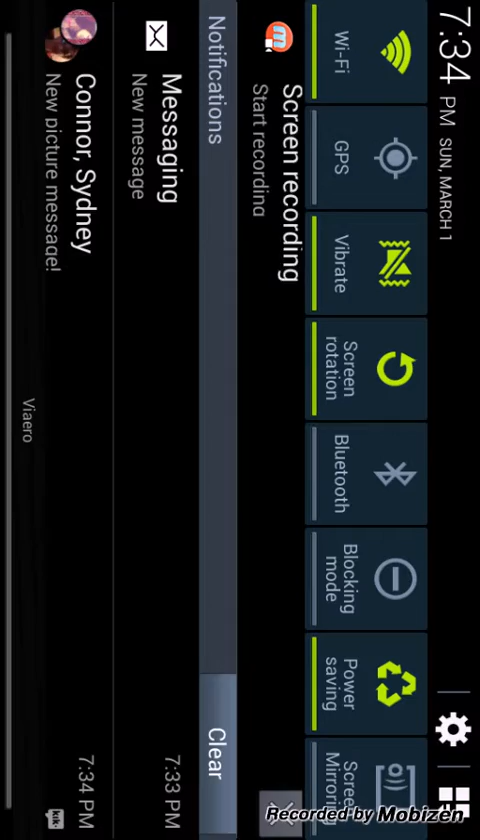 7:34 PM SUN, MARCH 1
Wi-Fi
GPS
Vibrate
Screen
rotation
Bluetooth
Blocking
mode
Power
saving
Screen
Mirroring
Screen recording
Start recording
Notifications
Clear
Messaging
New message
7:33 PM
Connor, Sydney
New picture message!
7:34 PM
kik
Viaero
Recorded by Mobizen